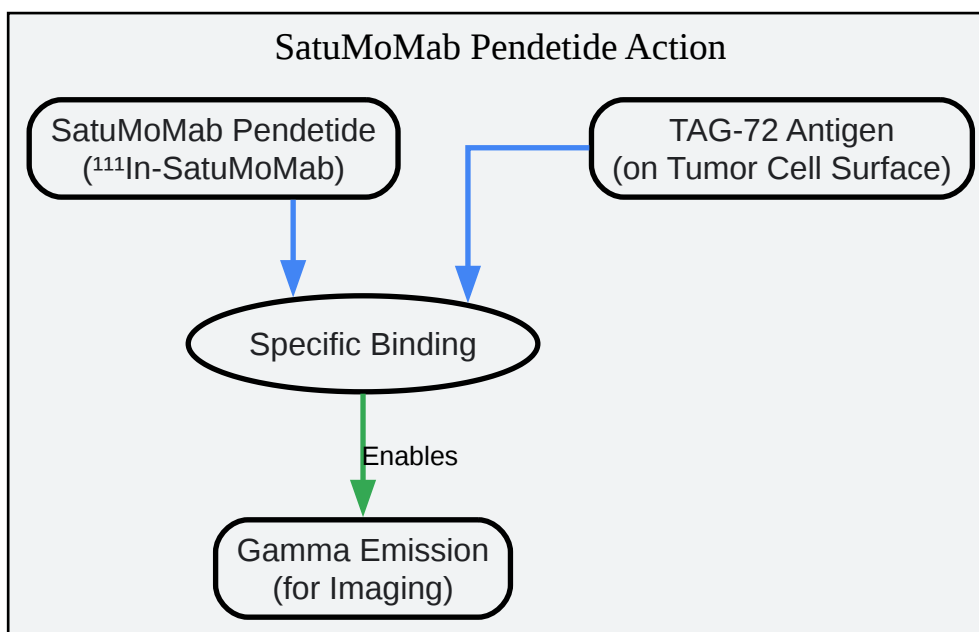 SatuMoMab Pendetide Action
SatuMoMab Pendetide
(¹¹¹In-SatuMoMab)
TAG-72 Antigen
(on Tumor Cell Surface)
Specific Binding
Enables
Gamma Emission
(for Imaging)